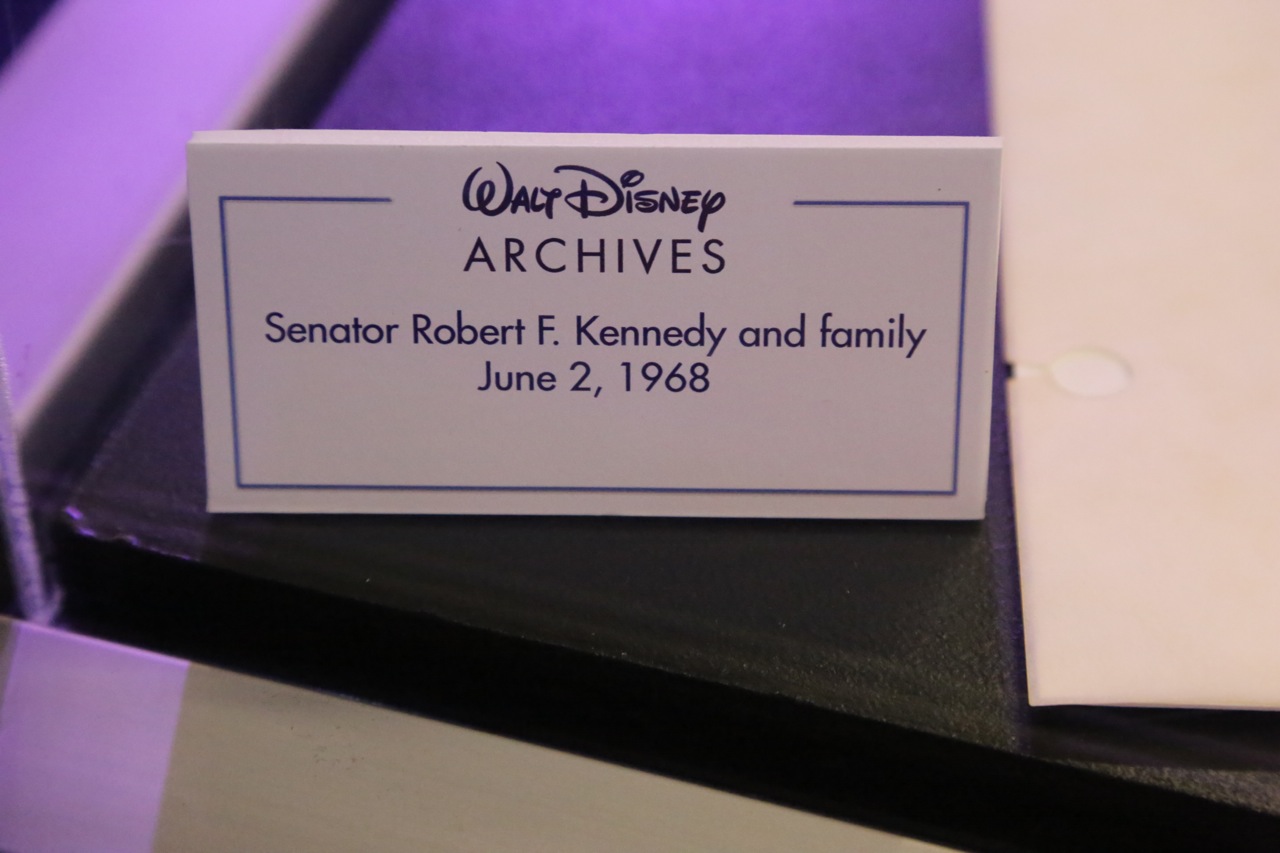 Walt Disney
ARCHIVES
Senator Robert F. Kennedy and family
June 2, 1968